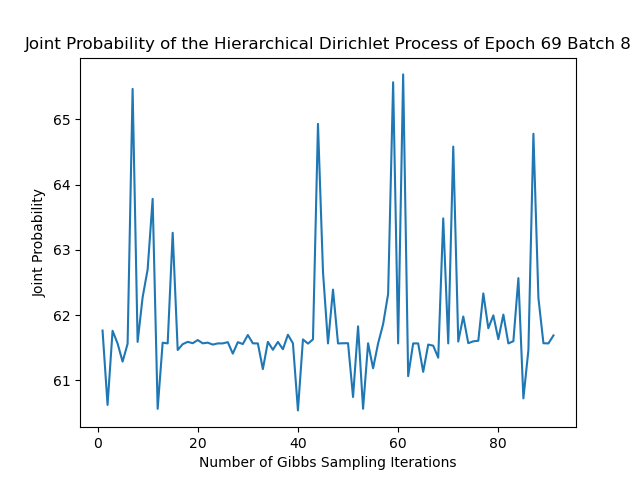 Joint Probability of the Hierarchical Dirichlet Process of Epoch 69 Batch 8
65
64
63
62
61
Joint Probability
0 20 40 60 80
Number of Gibbs Sampling Iterations